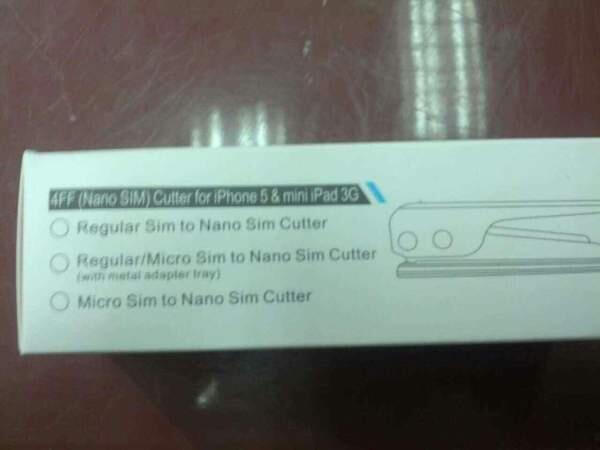 4FF (Nano SIM) Cutter for iPhone 5 & mini iPad 3G
Regular Sim to Nano Sim Cutter
Regular/Micro Sim to Nano Sim Cutter
(with metal adapter tray)
Micro Sim to Nano Sim Cutter